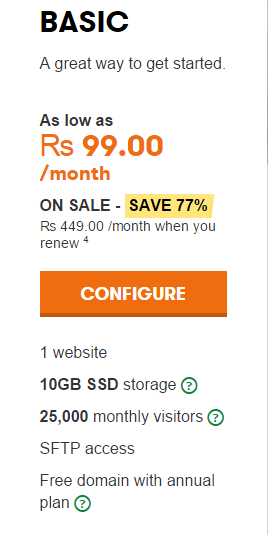 BASIC
A great way to get started.
As low as
Rs 99.00
/month
ON SALE - SAVE 77%
Rs 449.00 /month when you
renew 4
CONFIGURE
1 website
10GB SSD storage ?
25,000 monthly visitors ?
SFTP access
Free domain with annual
plan ?